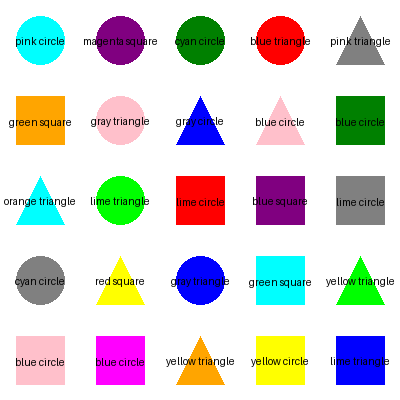 pink circle
magenta square
cyan circle
blue triangle
pink triangle
green square
gray triangle
gray circle
blue circle
blue circle
orange triangle
lime triangle
lime circle
blue square
lime circle
cyan circle
red square
gray triangle
green square
yellow triangle
blue circle
blue circle
yellow triangle
yellow circle
lime triangle